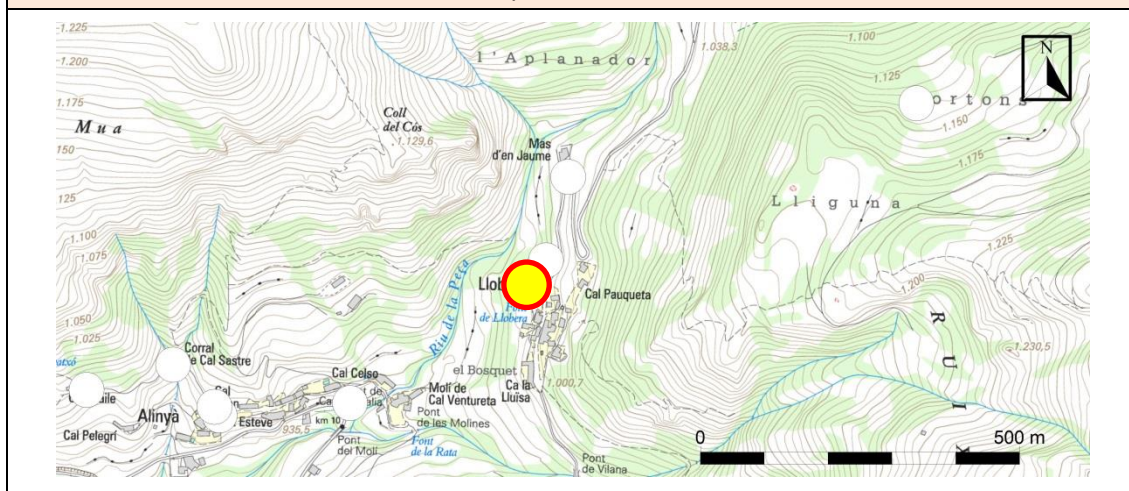 1.225
1.200
1.175
150
125
1.100
1.075
1.050
1.025
Mua
Coll
del Cós
1.129,6
l'Aplanador
1.038,3
1.100
1.125
1.150
1.175
N
Mas
d'en Jaume
Lliguna
1.225
1.200
1.230,5
RUI
Riu de la Peça
Cal Pauqueta
de Llobera
Corral
de Cal Sastre
Cal Celso
el Bosquet
Molí de
Cal Ventureta
Ca la
Lluïsa
1.000,7
Alinyà
Esteve
Cal Pelegrí
935,5
km 10
Pont
del Molí
Pont
de les Molines
Font
de la Rata
Pont
de Vilana
0 500 m